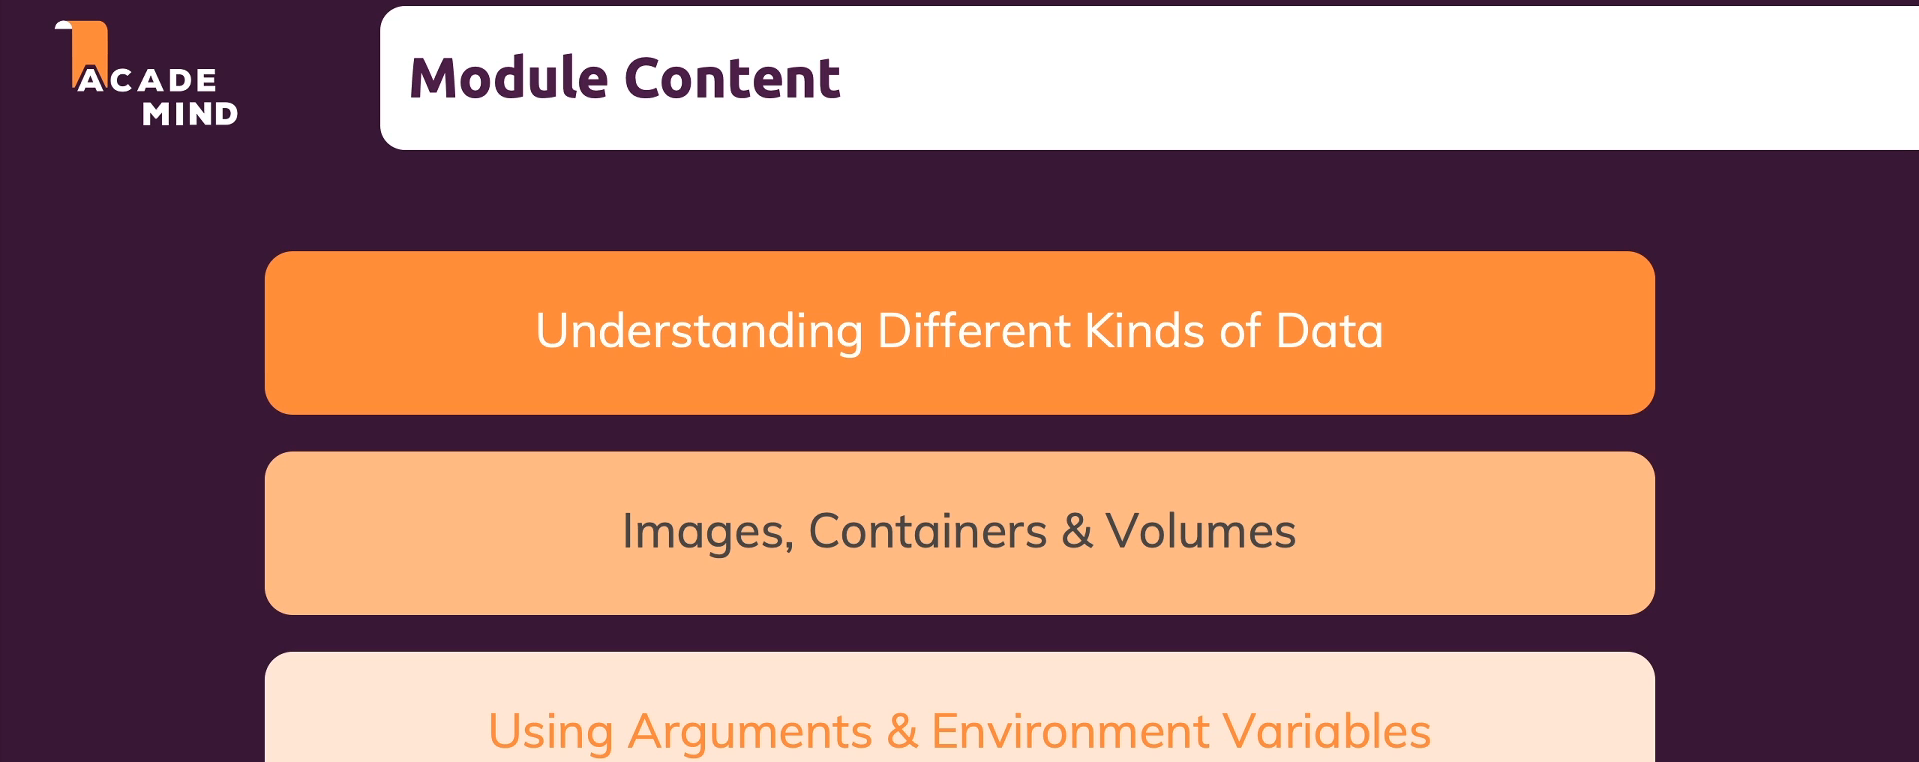 ACADE
MIND
Module Content
Understanding Different Kinds of Data
Images, Containers & Volumes
Using Arguments & Environment Variables